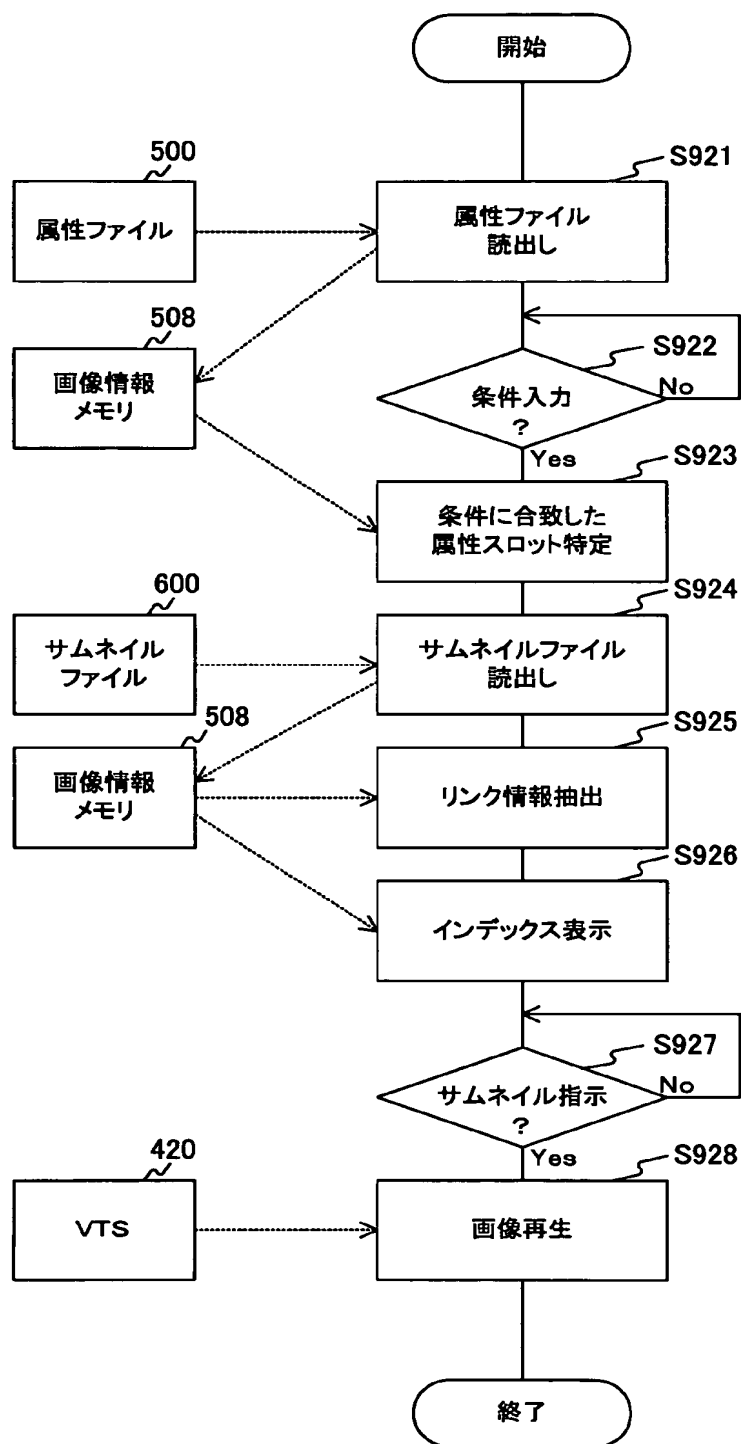 開始
500
S921
属性ファイル
属性ファイル
読出し
508
S922
画像情報
メモリ
条件入力
?
No
Yes
S923
条件に合致した
属性スロット特定
600
S924
サムネイル
ファイル
サムネイルファイル
読出し
508
S925
画像情報
メモリ
リンク情報抽出
S926
インデックス表示
S927
サムネイル指示
?
No
Yes
420
S928
VTS
画像再生
終了